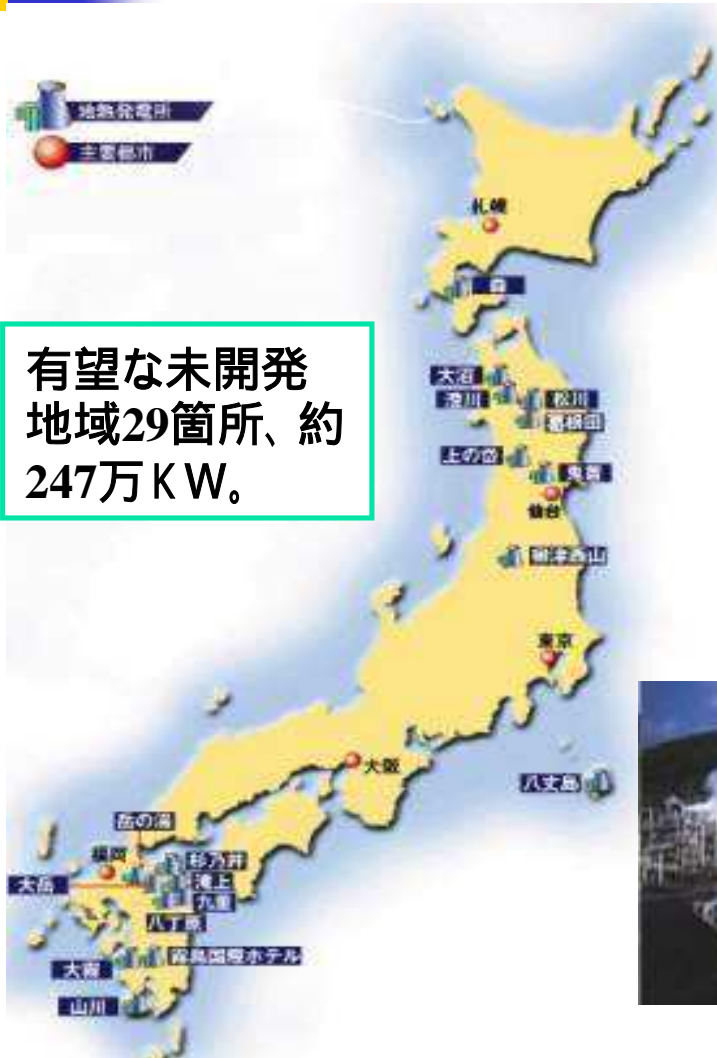 地熱発電所
主要都市
札幌
森
有望な未開発
地域29箇所、約
247万KW。
大沼
澄川
松川
葛根田
上の岱
鬼首
仙台
柳津西山
東京
大阪
八丈島
岳の湯
福岡
杉乃井
大岳
滝上
九重
八丁原
霧島国際ホテル
大霧
山川